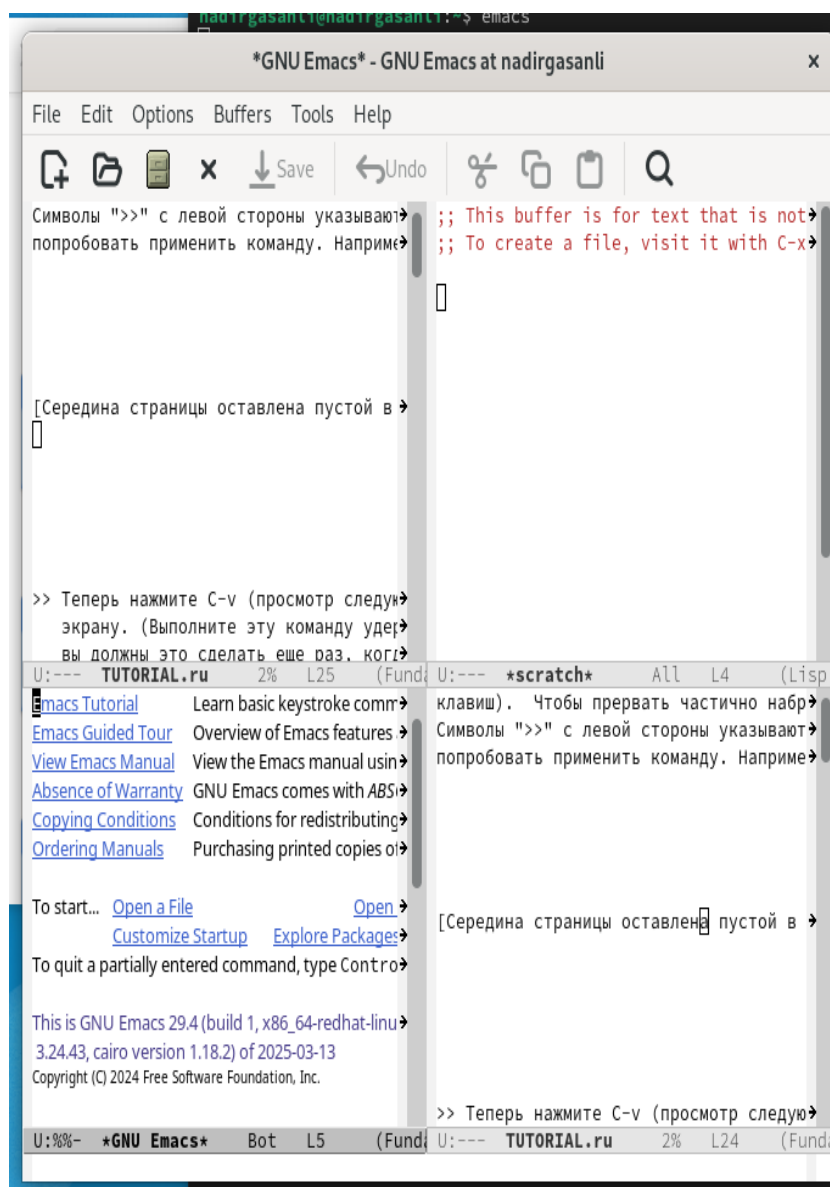 nadirgasanli@nadirgasanli:~$ emacs
*GNU Emacs* - GNU Emacs at nadirgasanli
File Edit Options Buffers Tools Help
Save Undo
Символы ">>" с левой стороны указывают
попробовать применить команду. Наприме
[Середина страницы оставлена пустой в
>> Теперь нажмите C-v (просмотр следую
экрану. (Выполните эту команду удер
вы должны это сделать еще раз, когд
U:--- TUTORIAL.ru 2% L25 (Funda
;; This buffer is for text that is not
;; To create a file, visit it with C-x
U:--- *scratch* All L4 (Lisp
Emacs Tutorial Learn basic keystroke comm
Emacs Guided Tour Overview of Emacs features
View Emacs Manual View the Emacs manual usin
Absence of Warranty GNU Emacs comes with ABS
Copying Conditions Conditions for redistributing
Ordering Manuals Purchasing printed copies of
To start... Open a File Open
Customize Startup Explore Packages
To quit a partially entered command, type Contro
This is GNU Emacs 29.4 (build 1, x86_64-redhat-linu
3.24.43, cairo version 1.18.2) of 2025-03-13
Copyright (C) 2024 Free Software Foundation, Inc.
U:%%- *GNU Emacs* Bot L5 (Funda
клавиш). Чтобы прервать частично набр
Символы ">>" с левой стороны указывают
попробовать применить команду. Наприме
[Середина страницы оставлена пустой в
>> Теперь нажмите C-v (просмотр следую
U:--- TUTORIAL.ru 2% L24 (Funda